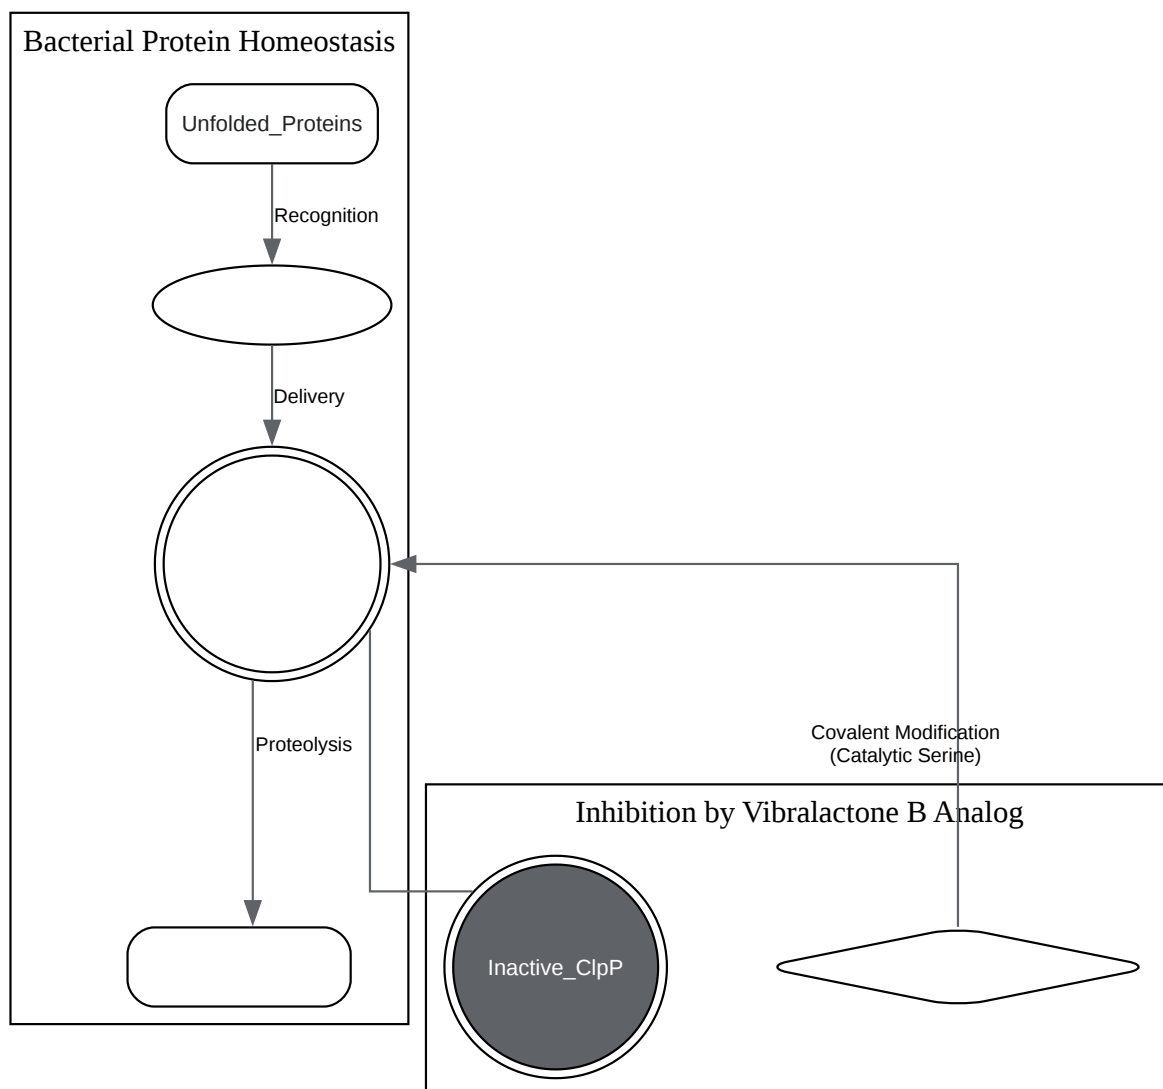 Bacterial Protein Homeostasis
Unfolded_Proteins
Recognition
Delivery
Proteolysis
Covalent Modification
(Catalytic Serine)
Inhibition by Vibralactone B Analog
Inactive_ClpP